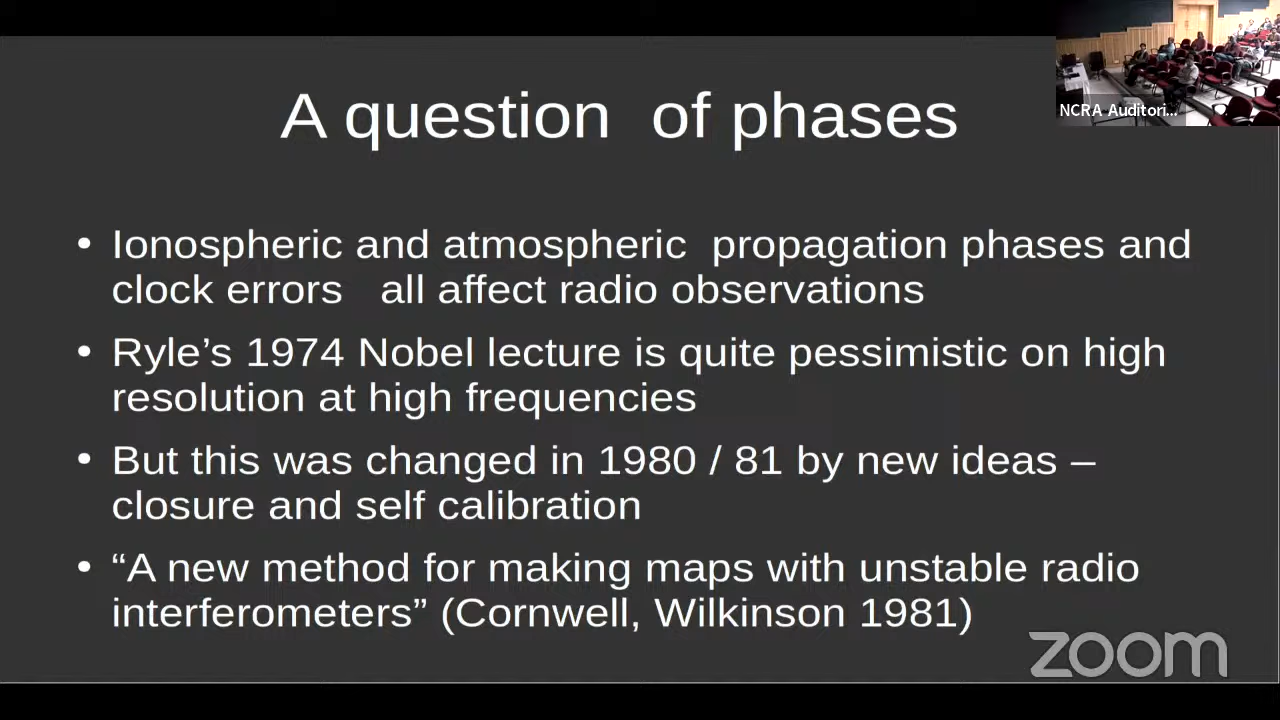 A question  of phases
NCRA Auditori...
• Ionospheric and atmospheric  propagation phases and
clock errors   all affect radio observations
• Ryle’s 1974 Nobel lecture is quite pessimistic on high
resolution at high frequencies
• But this was changed in 1980 / 81 by new ideas –
closure and self calibration
• “A new method for making maps with unstable radio
interferometers” (Cornwell, Wilkinson 1981)
zoom